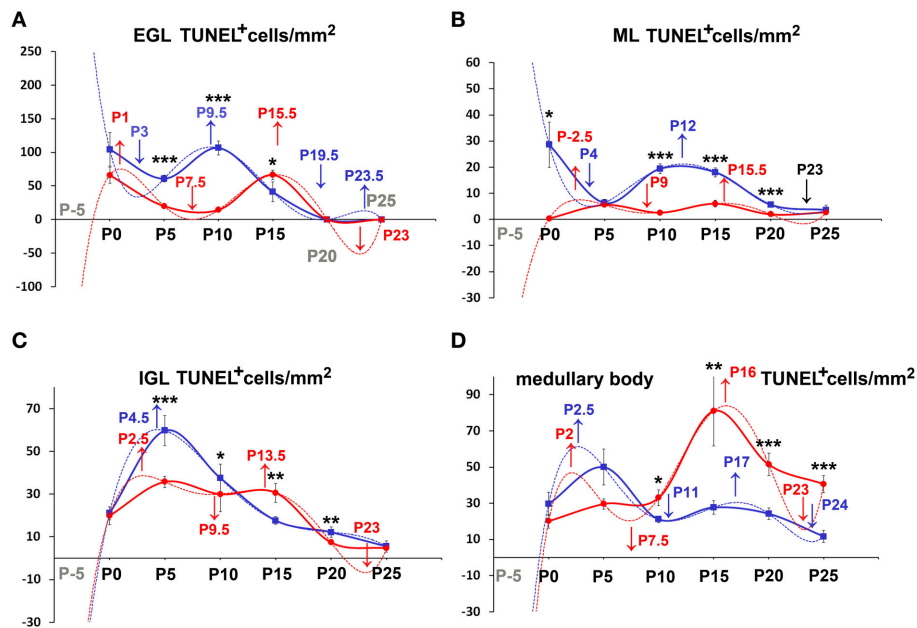 A
EGL TUNEL+cells/mm2
250
200
150
100
50
0
-50
-100
P1
P3
***
***
P9.5
P15.5
*
P7.5
P19.5
P23.5
P25
P-5
P0
P5
P10
P15
P20
P23
B
ML TUNEL+cells/mm2
60
50
40
30
20
10
0
-10
-20
-30
*
P-2.5
P4
P12
***
***
P9
P15.5
***
P23
P-5
P0
P5
P10
P15
P20
P25
C
IGL TUNEL+cells/mm2
70
50
30
10
-10
-30
P4.5
***
P2.5
*
P13.5
**
P9.5
**
P23
P-5
P0
P5
P10
P15
P20
P25
D
medullary body
TUNEL+cells/mm2
90
70
50
30
10
-10
-30
P2.5
P2
**
P16
*
P11
P17
***
***
P7.5
P23
P24
P-5
P0
P5
P10
P15
P20
P25